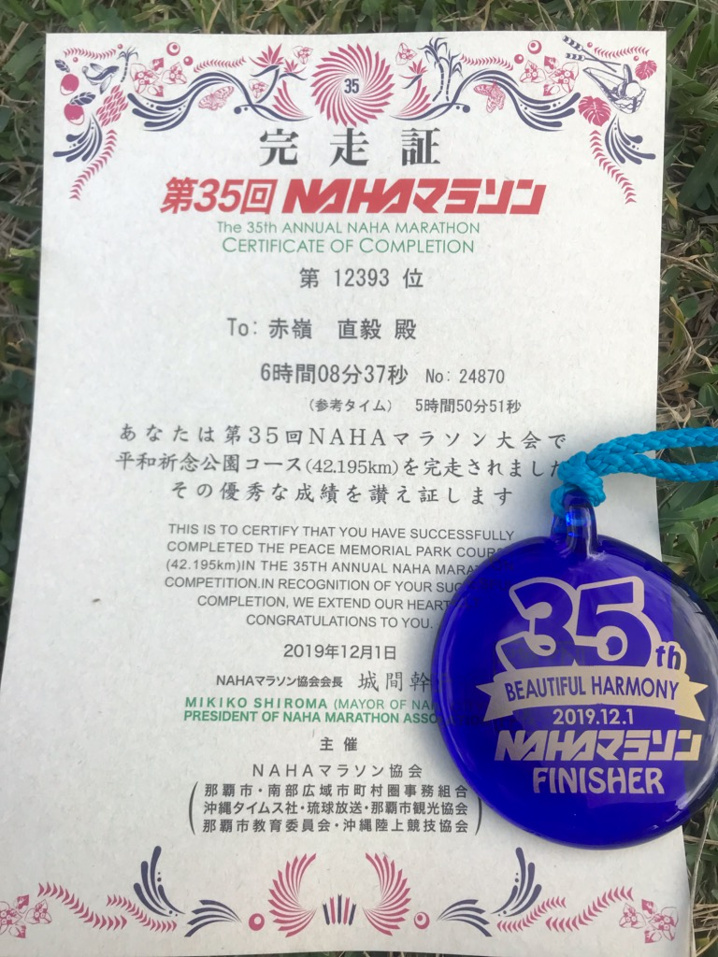 35
完走証
第35回 NAHAマラソン
The 35th ANNUAL NAHA MARATHON
CERTIFICATE OF COMPLETION
第 12393 位
To: 赤嶺 直毅 殿
6時間08分37秒 No: 24870
(参考タイム) 5時間50分51秒
あなたは第35回NAHAマラソン大会で
平和祈念公園コース(42.195km)を完走されました
その優秀な成績を讃え証します
THIS IS TO CERTIFY THAT YOU HAVE SUCCESSFULLY
COMPLETED THE PEACE MEMORIAL PARK
(42.195km)IN THE 35TH ANNUAL NAHA
COMPETITION.IN RECOGNITION OF YOUR
COMPLETION, WE EXTEND OUR
CONGRATULATIONS TO YOU.
2019年12月1日
NAHAマラソン協会会長 城間幹
MIKIKO SHIROMA (MAYOR OF
PRESIDENT OF NAHA MARATHON
主催
NAHAマラソン協会
那覇市・南部広域市町村圏事務組合
沖縄タイムス社・琉球放送・那覇市観光協会
那覇市教育委員会・沖縄陸上競技協会
35th
BEAUTIFUL HARMONY
2019.12.1
NAHAマラソン
FINISHER